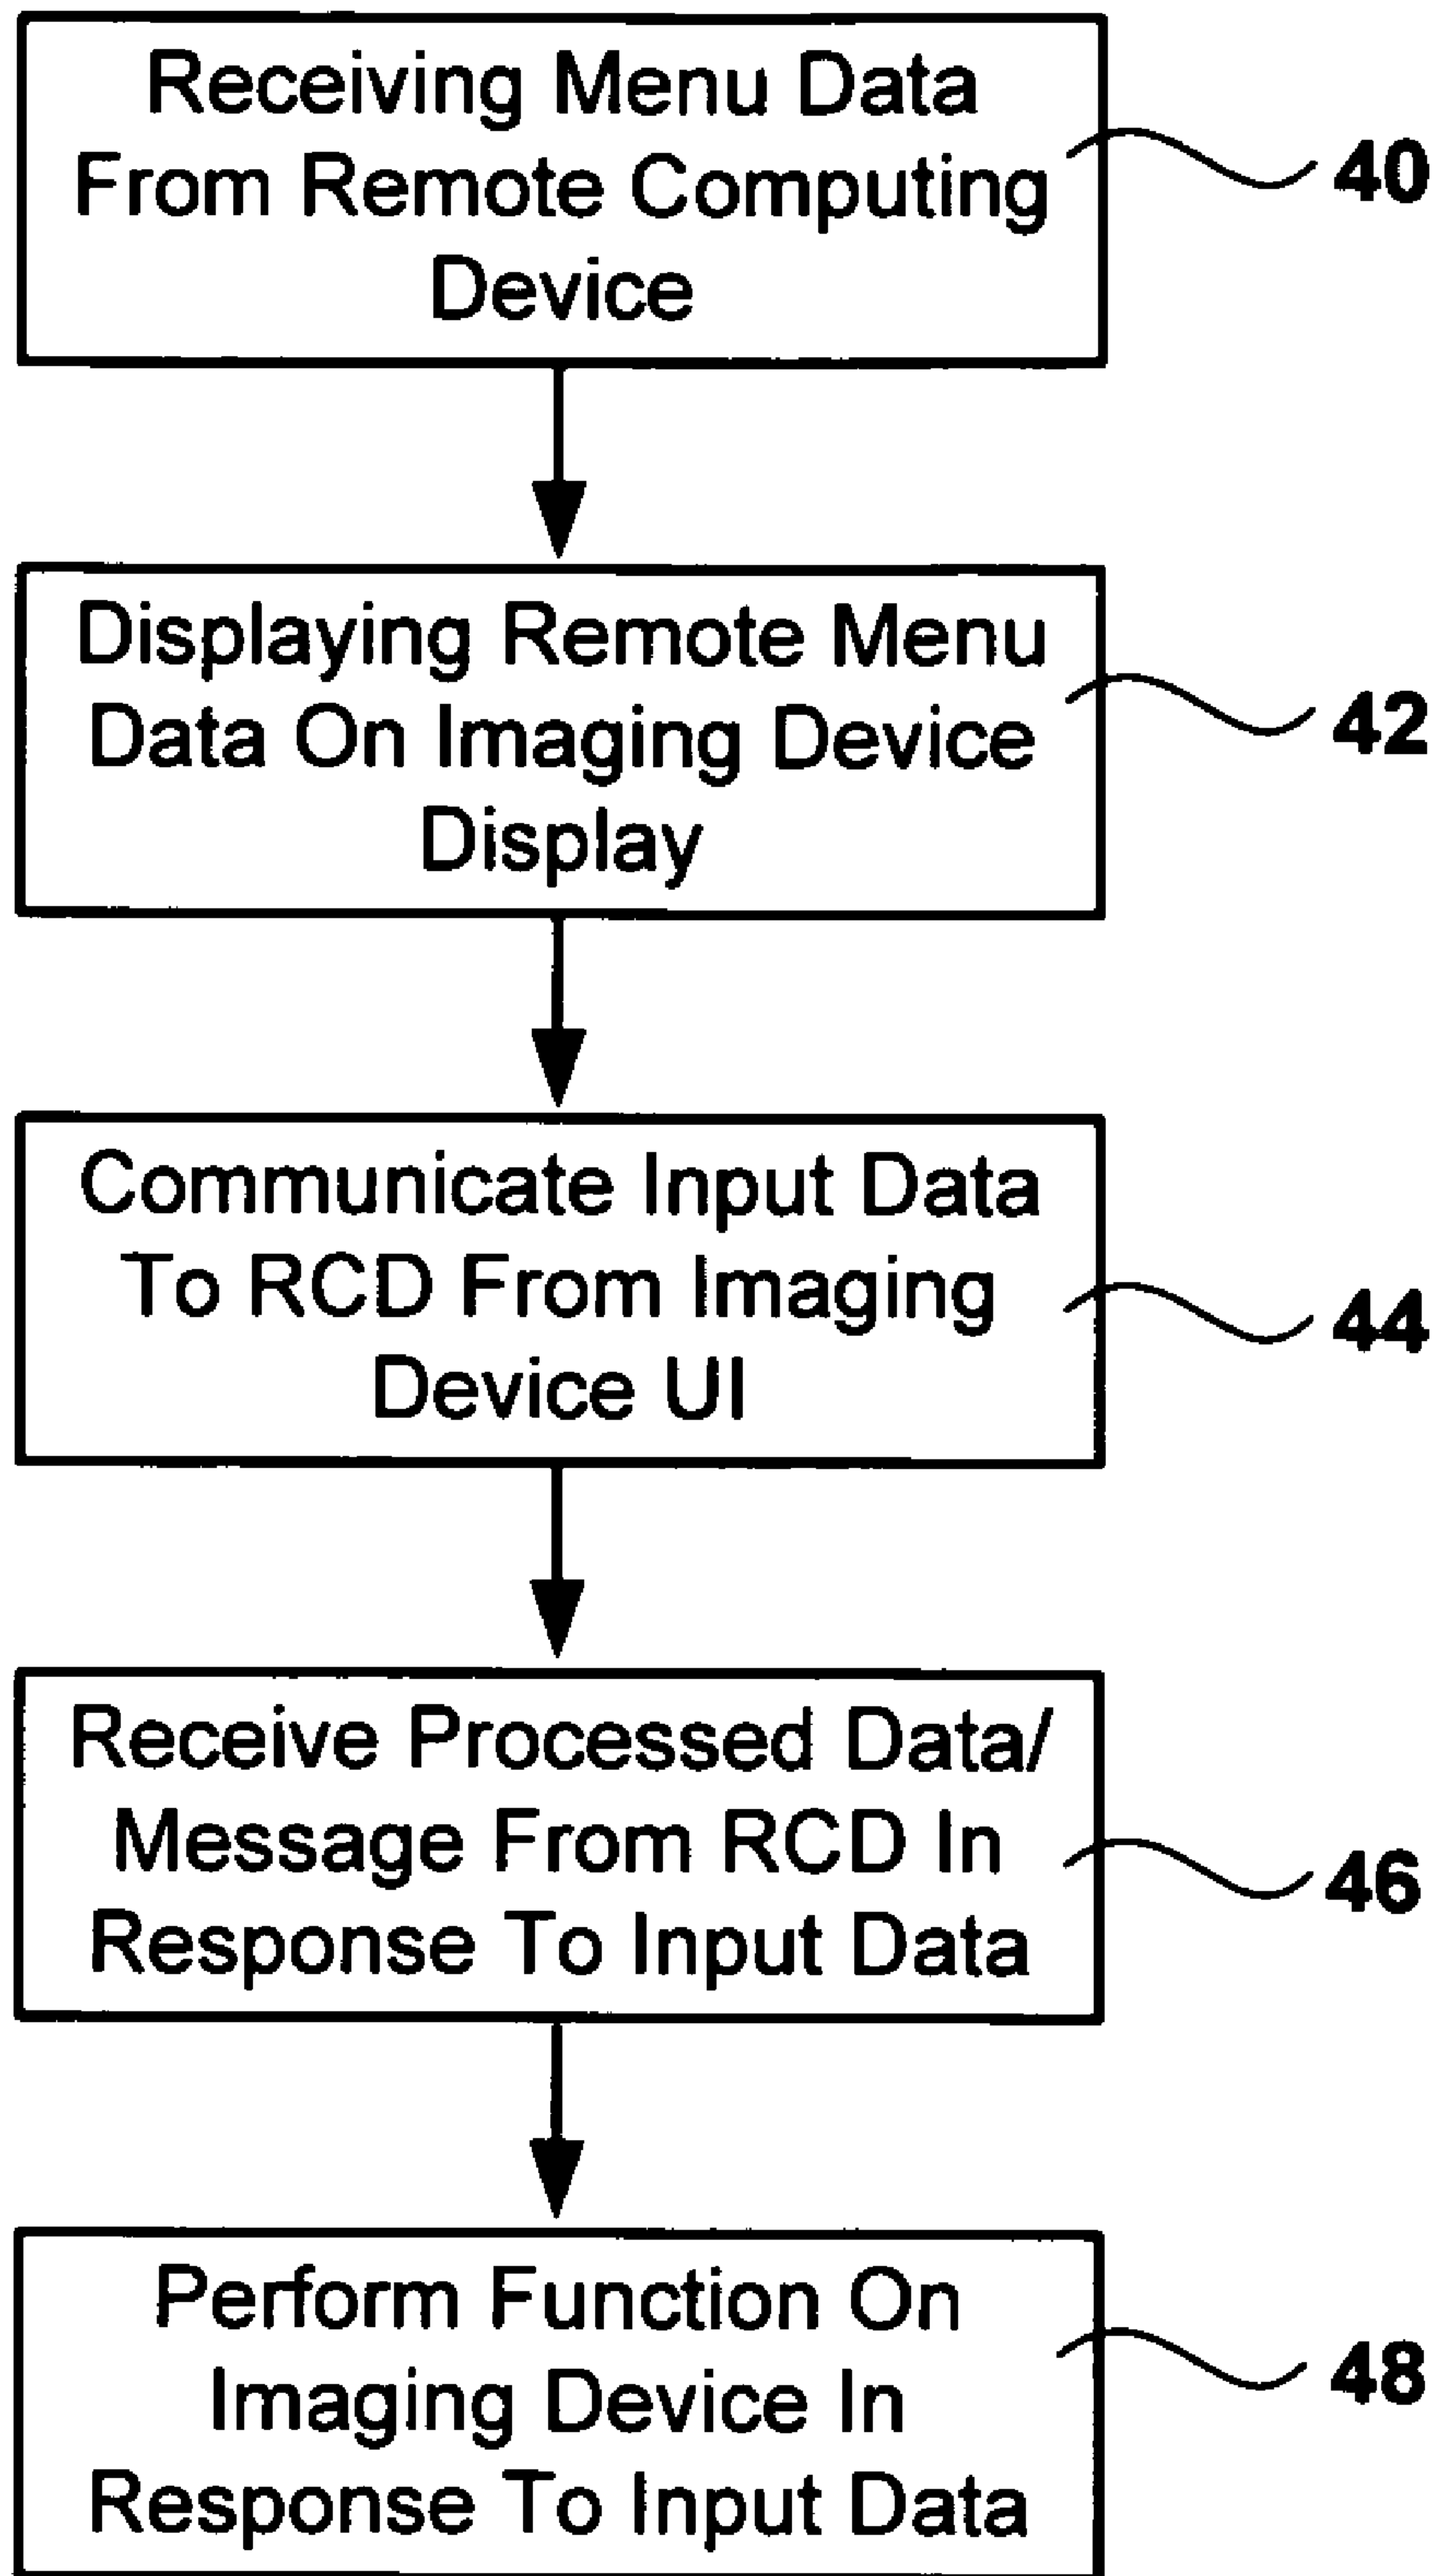 Receiving Menu Data
From Remote Computing
Device
40
Displaying Remote Menu
Data On Imaging Device
Display
42
Communicate Input Data
To RCD From Imaging
Device UI
44
Receive Processed Data/
Message From RCD In
Response To Input Data
46
Perform Function On
Imaging Device In
Response To Input Data
48